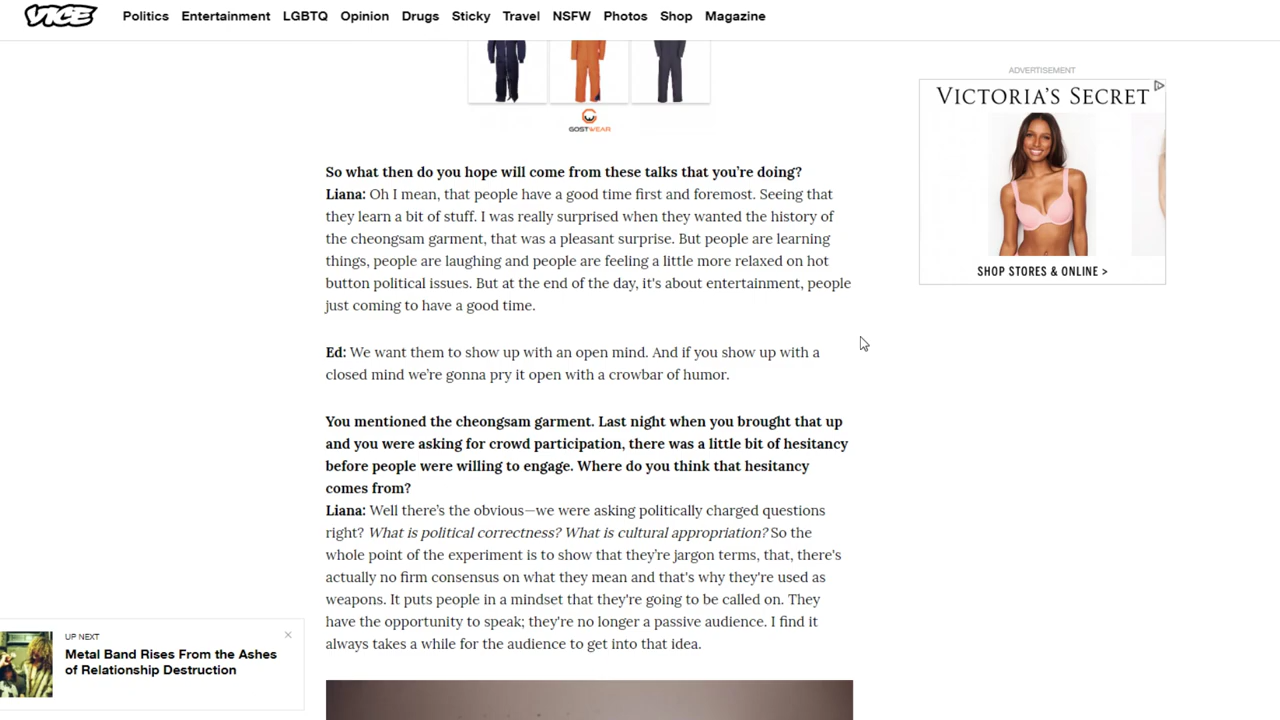 VICE
Politics Entertainment LGBTQ Opinion Drugs Sticky Travel NSFW Photos Shop Magazine
GOSTWEAR
ADVERTISEMENT
VICTORIA'S SECRET
SHOP STORES & ONLINE >
So what then do you hope will come from these talks that you're doing?
Liana: Oh I mean, that people have a good time first and foremost. Seeing that
they learn a bit of stuff. I was really surprised when they wanted the history of
the cheongsam garment, that was a pleasant surprise. But people are learning
things, people are laughing and people are feeling a little more relaxed on hot
button political issues. But at the end of the day, it's about entertainment, people
just coming to have a good time.
Ed: We want them to show up with an open mind. And if you show up with a
closed mind we're gonna pry it open with a crowbar of humor.
You mentioned the cheongsam garment. Last night when you brought that up
and you were asking for crowd participation, there was a little bit of hesitancy
before people were willing to engage. Where do you think that hesitancy
comes from?
Liana: Well there's the obvious—we were asking politically charged questions
right? What is political correctness? What is cultural appropriation? So the
whole point of the experiment is to show that they're jargon terms, that, there's
actually no firm consensus on what they mean and that's why they're used as
weapons. It puts people in a mindset that they're going to be called on. They
have the opportunity to speak; they're no longer a passive audience. I find it
always takes a while for the audience to get into that idea.
UP NEXT
Metal Band Rises From the Ashes
of Relationship Destruction